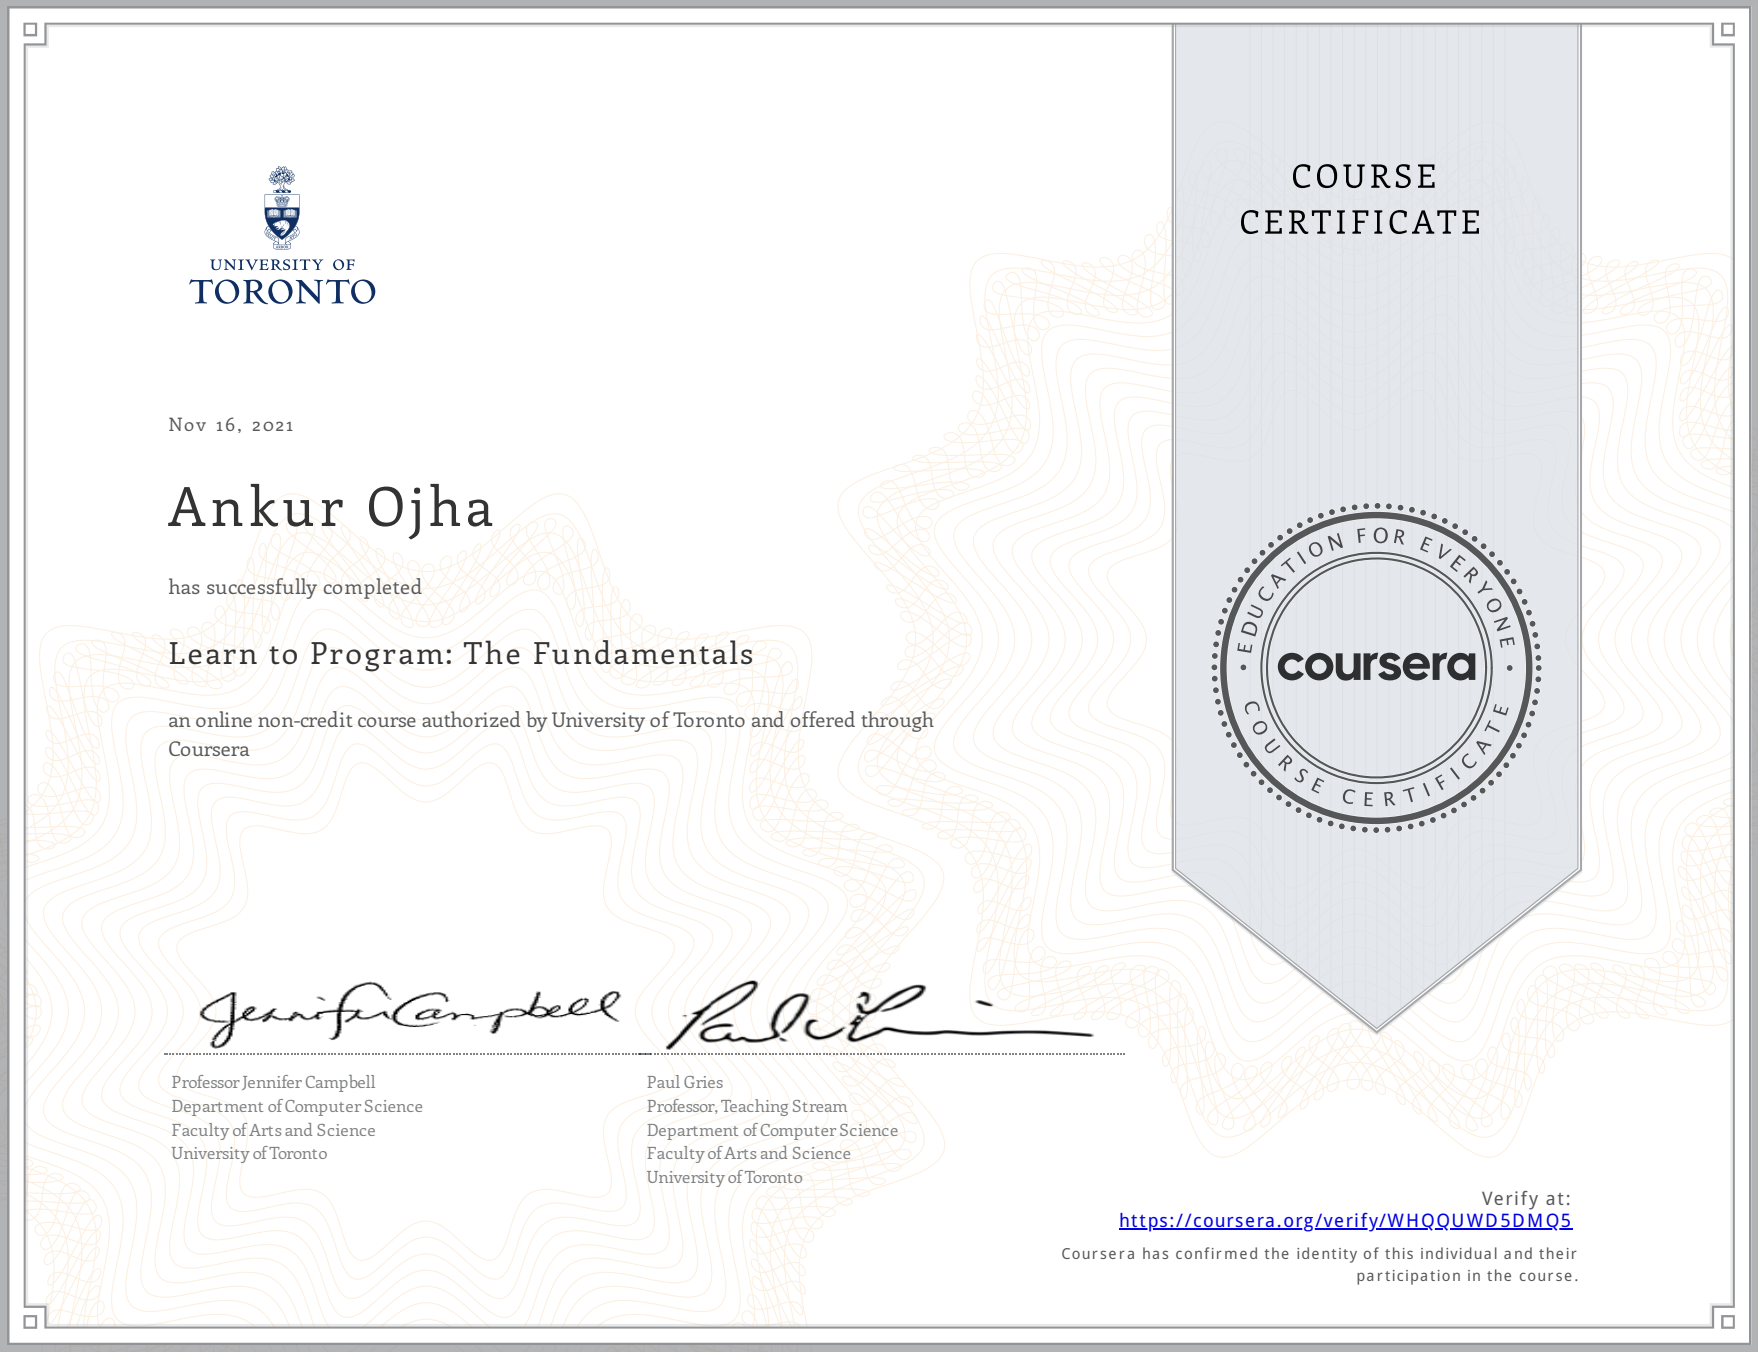 UNIVERSITY OF
TORONTO
COURSE
CERTIFICATE
Nov 16, 2021
Ankur Ojha
has successfully completed
Learn to Program: The Fundamentals
an online non-credit course authorized by University of Toronto and offered through
Coursera
EDUCATION FOR EVERYONE
coursera
COURSE CERTIFICATE
Jennifer Campbell
Professor Jennifer Campbell
Department of Computer Science
Faculty of Arts and Science
University of Toronto
Paul Gries
Professor, Teaching Stream
Department of Computer Science
Faculty of Arts and Science
University of Toronto
Verify at:
https://coursera.org/verify/WHQQUWD5DMQ5
Coursera has confirmed the identity of this individual and their
participation in the course.